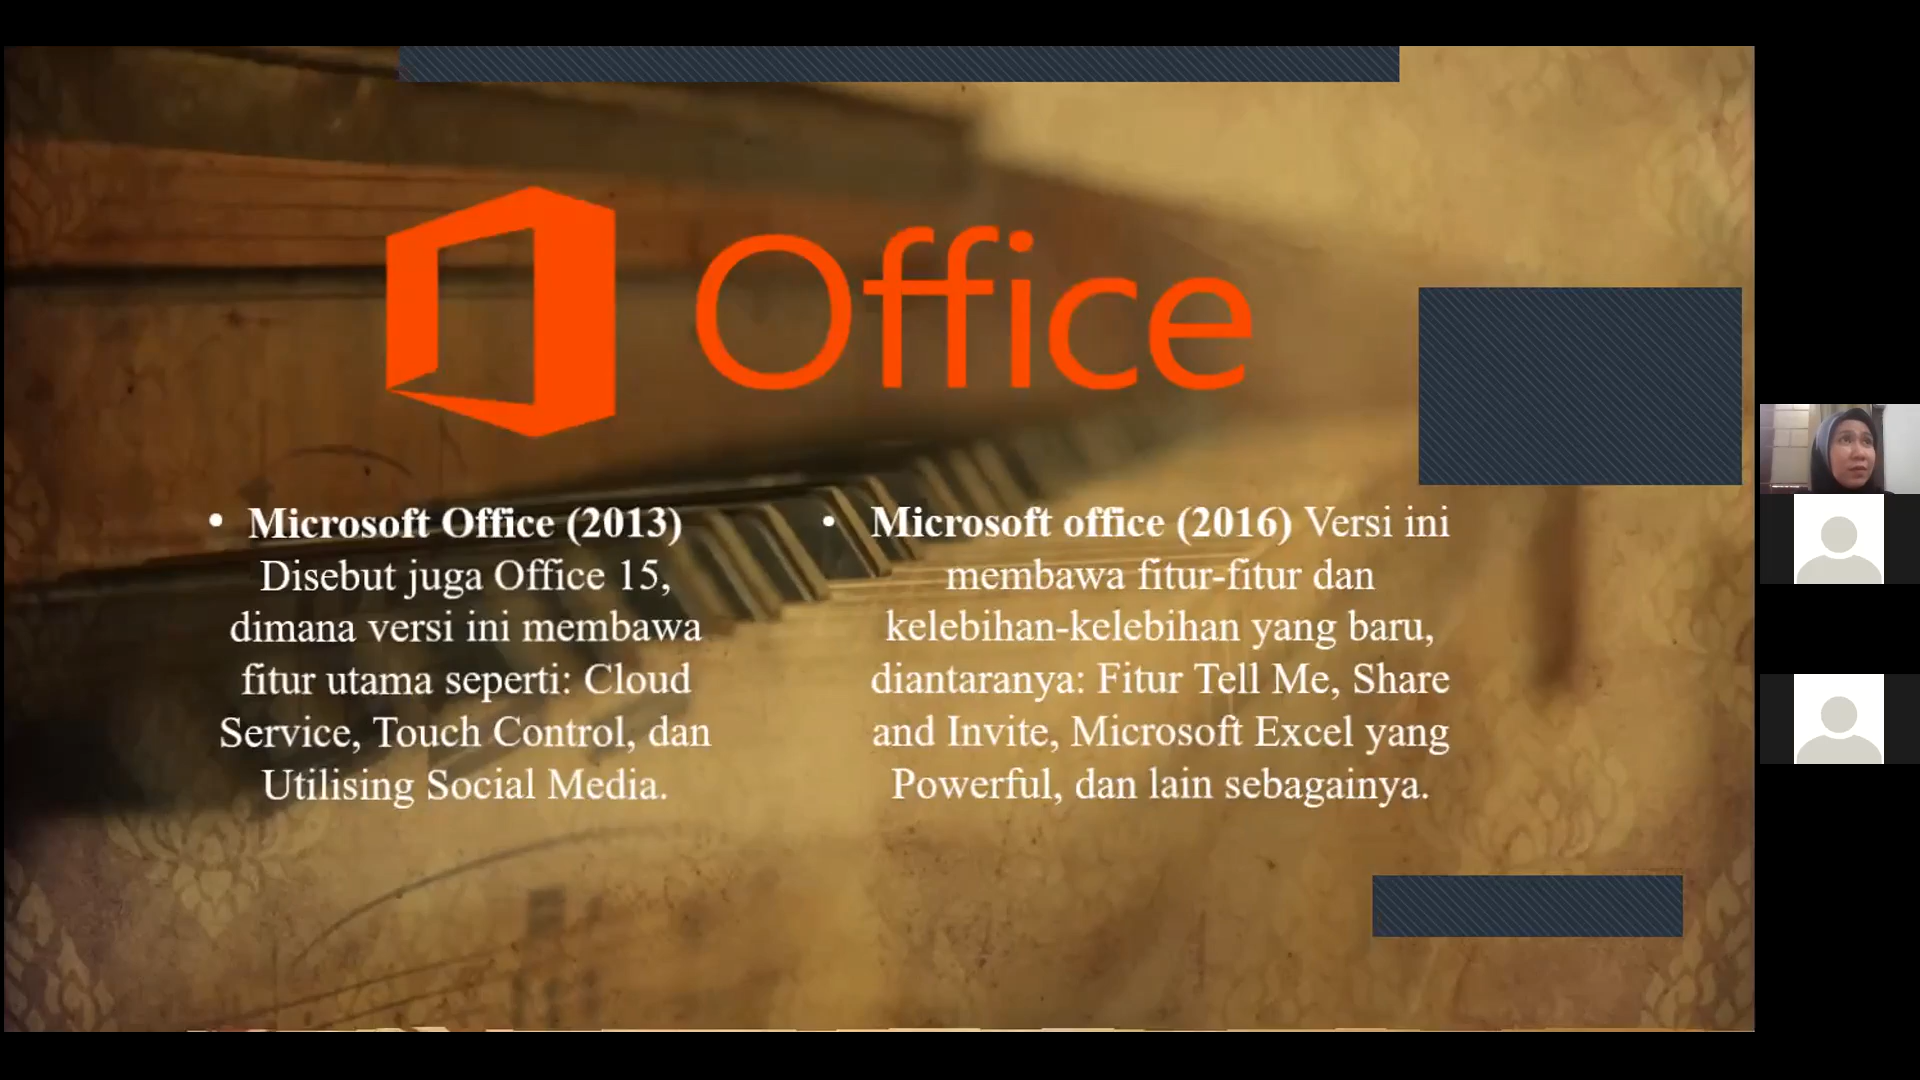 Office
• Microsoft Office (2013)
Disebut juga Office 15,
dimana versi ini membawa
fitur utama seperti: Cloud
Service, Touch Control, dan
Utilising Social Media.
• Microsoft office (2016) Versi ini
membawa fitur-fitur dan
kelebihan-kelebihan yang baru,
diantaranya: Fitur Tell Me, Share
and Invite, Microsoft Excel yang
Powerful, dan lain sebagainya.